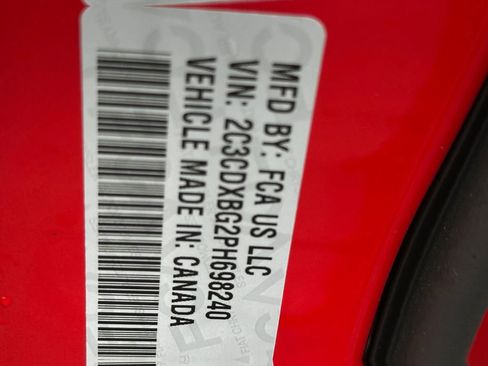 MFD BY: FCA US LLC
VIN: 2C3CDXBG2PH698240
VEHICLE MADE IN: CANADA